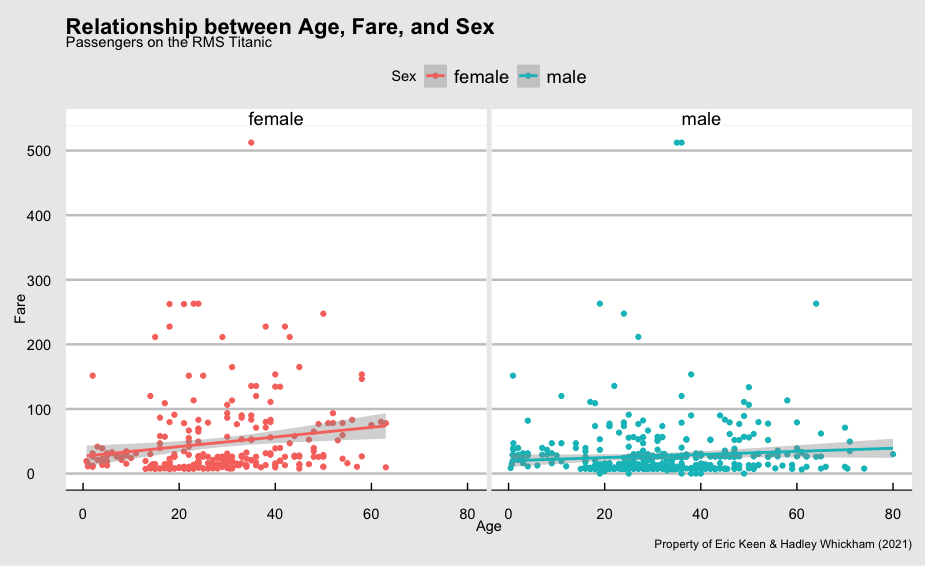 Relationship between Age, Fare, and Sex
Passengers on the RMS Titanic
Sex female male
female male
500
400
300
200
100
0
Fare
0 20 40 60 80 0 20 40 60 80
Age
Property of Eric Keen & Hadley Whickham (2021)